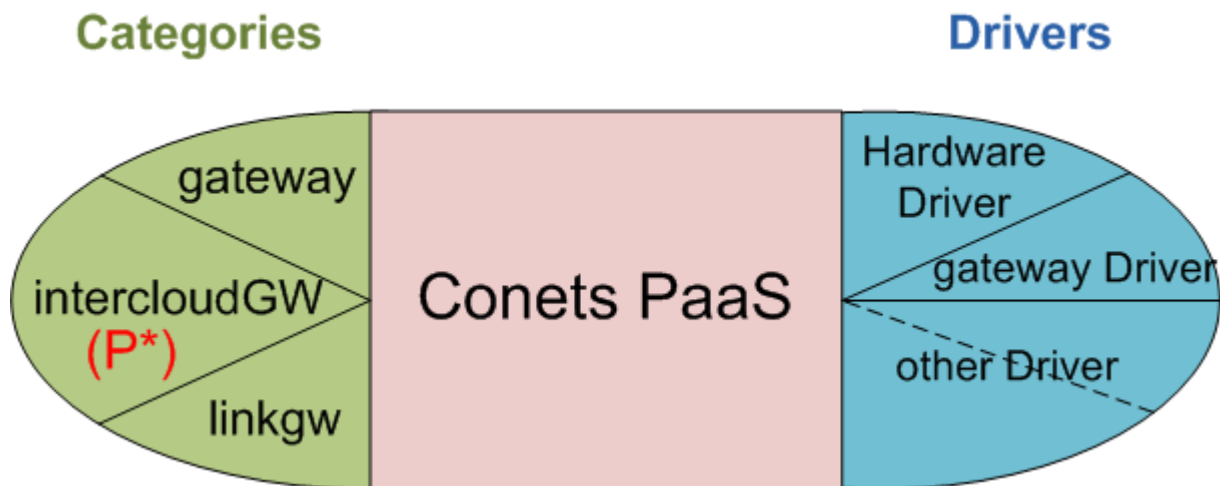 Categories
Drivers
gateway
intercloudGW
(P*)
linkgw
Conets PaaS
Hardware
Driver
gateway Driver
other Driver